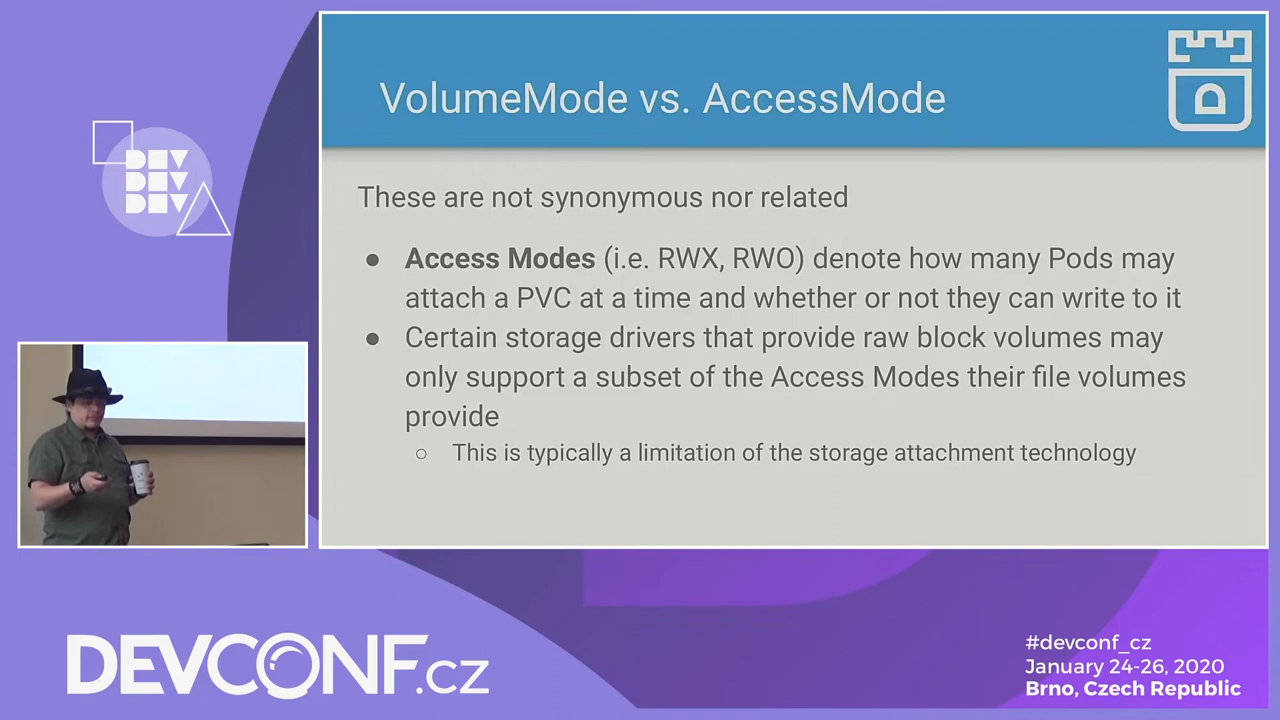 VolumeMode vs. AccessMode
These are not synonymous nor related
● Access Modes (i.e. RWX, RWO) denote how many Pods may
attach a PVC at a time and whether or not they can write to it
● Certain storage drivers that provide raw block volumes may
only support a subset of the Access Modes their file volumes
provide
○ This is typically a limitation of the storage attachment technology
DEV
DEV
DEV
DEVCONF.cz
#devconf_cz
January 24-26, 2020
Brno, Czech Republic